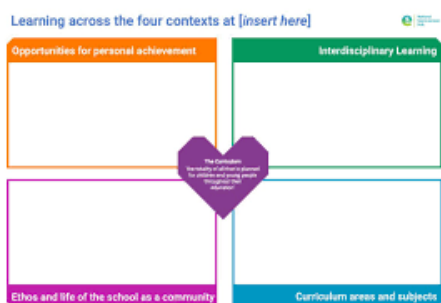 Learning across the four contexts at [insert here]
Opportunities for personal achievement
Interdisciplinary Learning
The Curriculum:
'the totality of all that is planned
for children and young people
throughout their
education'
Ethos and life of the school as a community
Curriculum areas and subjects